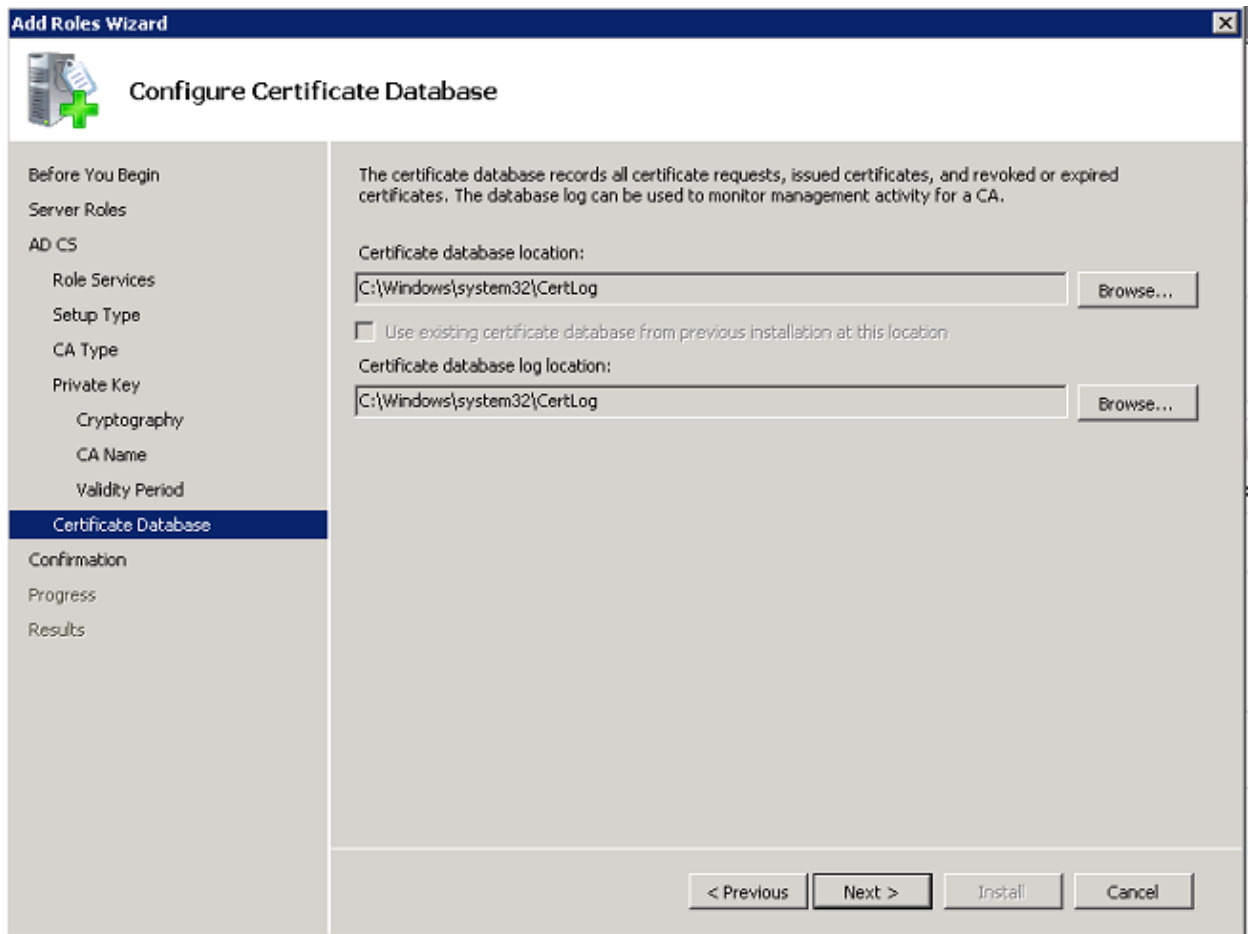 Add Roles Wizard
Configure Certificate Database
Before You Begin
Server Roles
AD CS
Role Services
Setup Type
CA Type
Private Key
Cryptography
CA Name
Validity Period
Certificate Database
Confirmation
Progress
Results
The certificate database records all certificate requests, issued certificates, and revoked or expired
certificates. The database log can be used to monitor management activity for a CA.
Certificate database location:
C:\Windows\system32\CertLog
Browse...
Use existing certificate database from previous installation at this location
Certificate database log location:
C:\Windows\system32\CertLog
Browse...
< Previous
Next >
Install
Cancel